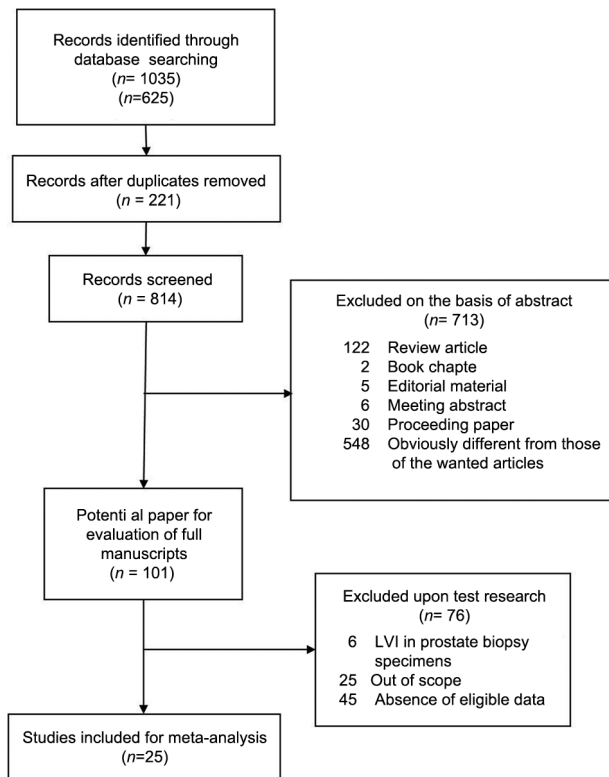 Records identified through
database searching
(n= 1035)
(n=625)
Records after duplicates removed
(n = 221)
Records screened
(n = 814)
Excluded on the basis of abstract
(n= 713)
122 Review article
2 Book chapte
5 Editorial material
6 Meeting abstract
30 Proceeding paper
548 Obviously different from those
of the wanted articles
Potenti al paper for
evaluation of full
manuscripts
(n = 101)
Excluded upon test research
(n= 76)
6 LVI in prostate biopsy
specimens
25 Out of scope
45 Absence of eligible data
Studies included for meta-analysis
(n=25)